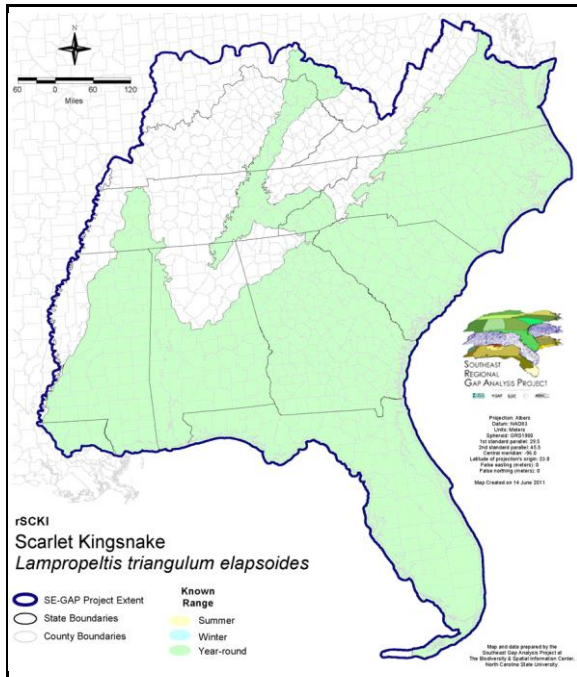 N
60 0 60 120
Miles
SOUTHEAST
REGIONAL
GAP ANALYSIS PROJECT
Projection: Albers
Datum: NAD83
Units: Meters
Spheroid: GRS1980
1st standard parallel: 29.5
2nd standard parallel: 45.5
Central meridian: -96.0
Latitude of projection's origin: 23.0
False easting (meters): 0
False northing (meters): 0
Map Created on 14 June 2011
rSCKI
Scarlet Kingsnake
Lampropeltis triangulum elapsoides
SE-GAP Project Extent
State Boundaries
County Boundaries
Known
Range
Summer
Winter
Year-round
Map and data prepared by the
Southeast Gap Analysis Project at
The Biodiversity & Spatial Information Center,
North Carolina State University.